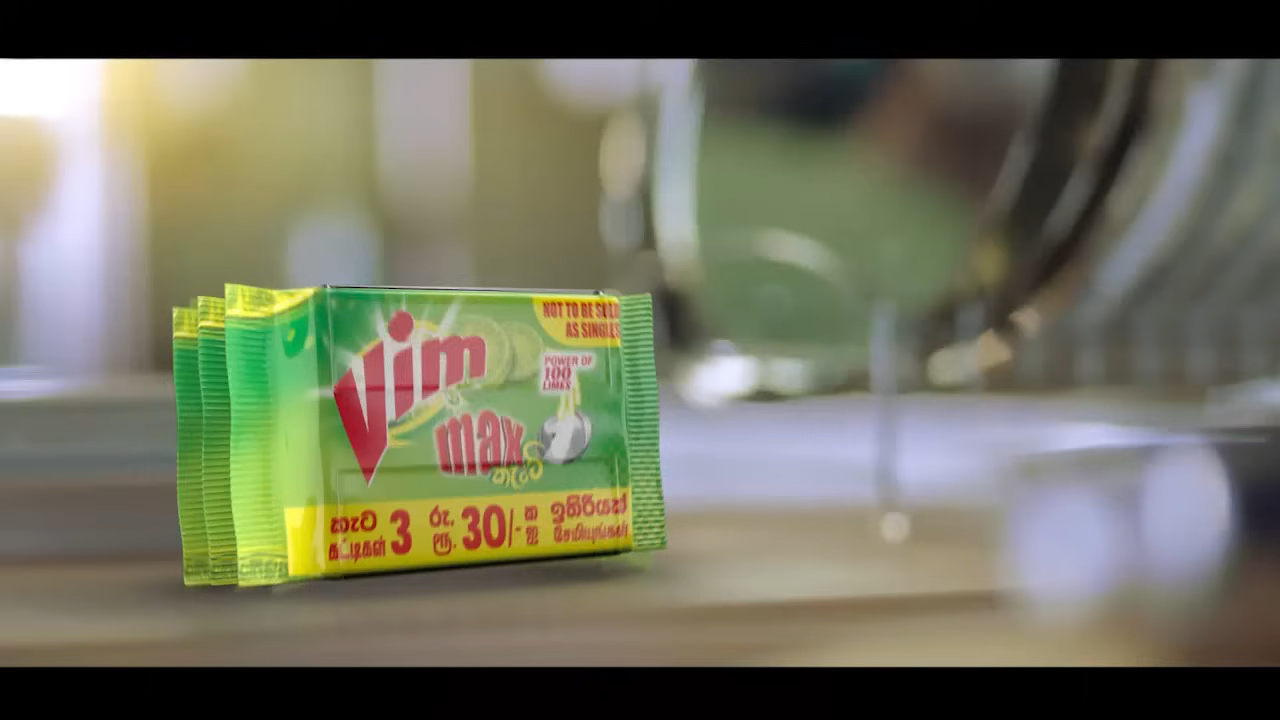 NOT TO BE SOLD
AS SINGLES
Vim
POWER OF
100
LIMES
max
කැටි
කැට 3 රු. 30/- ක ඉතිරියක්
கட்டிகள் ரூ. ஐ சேமியுங்கள்